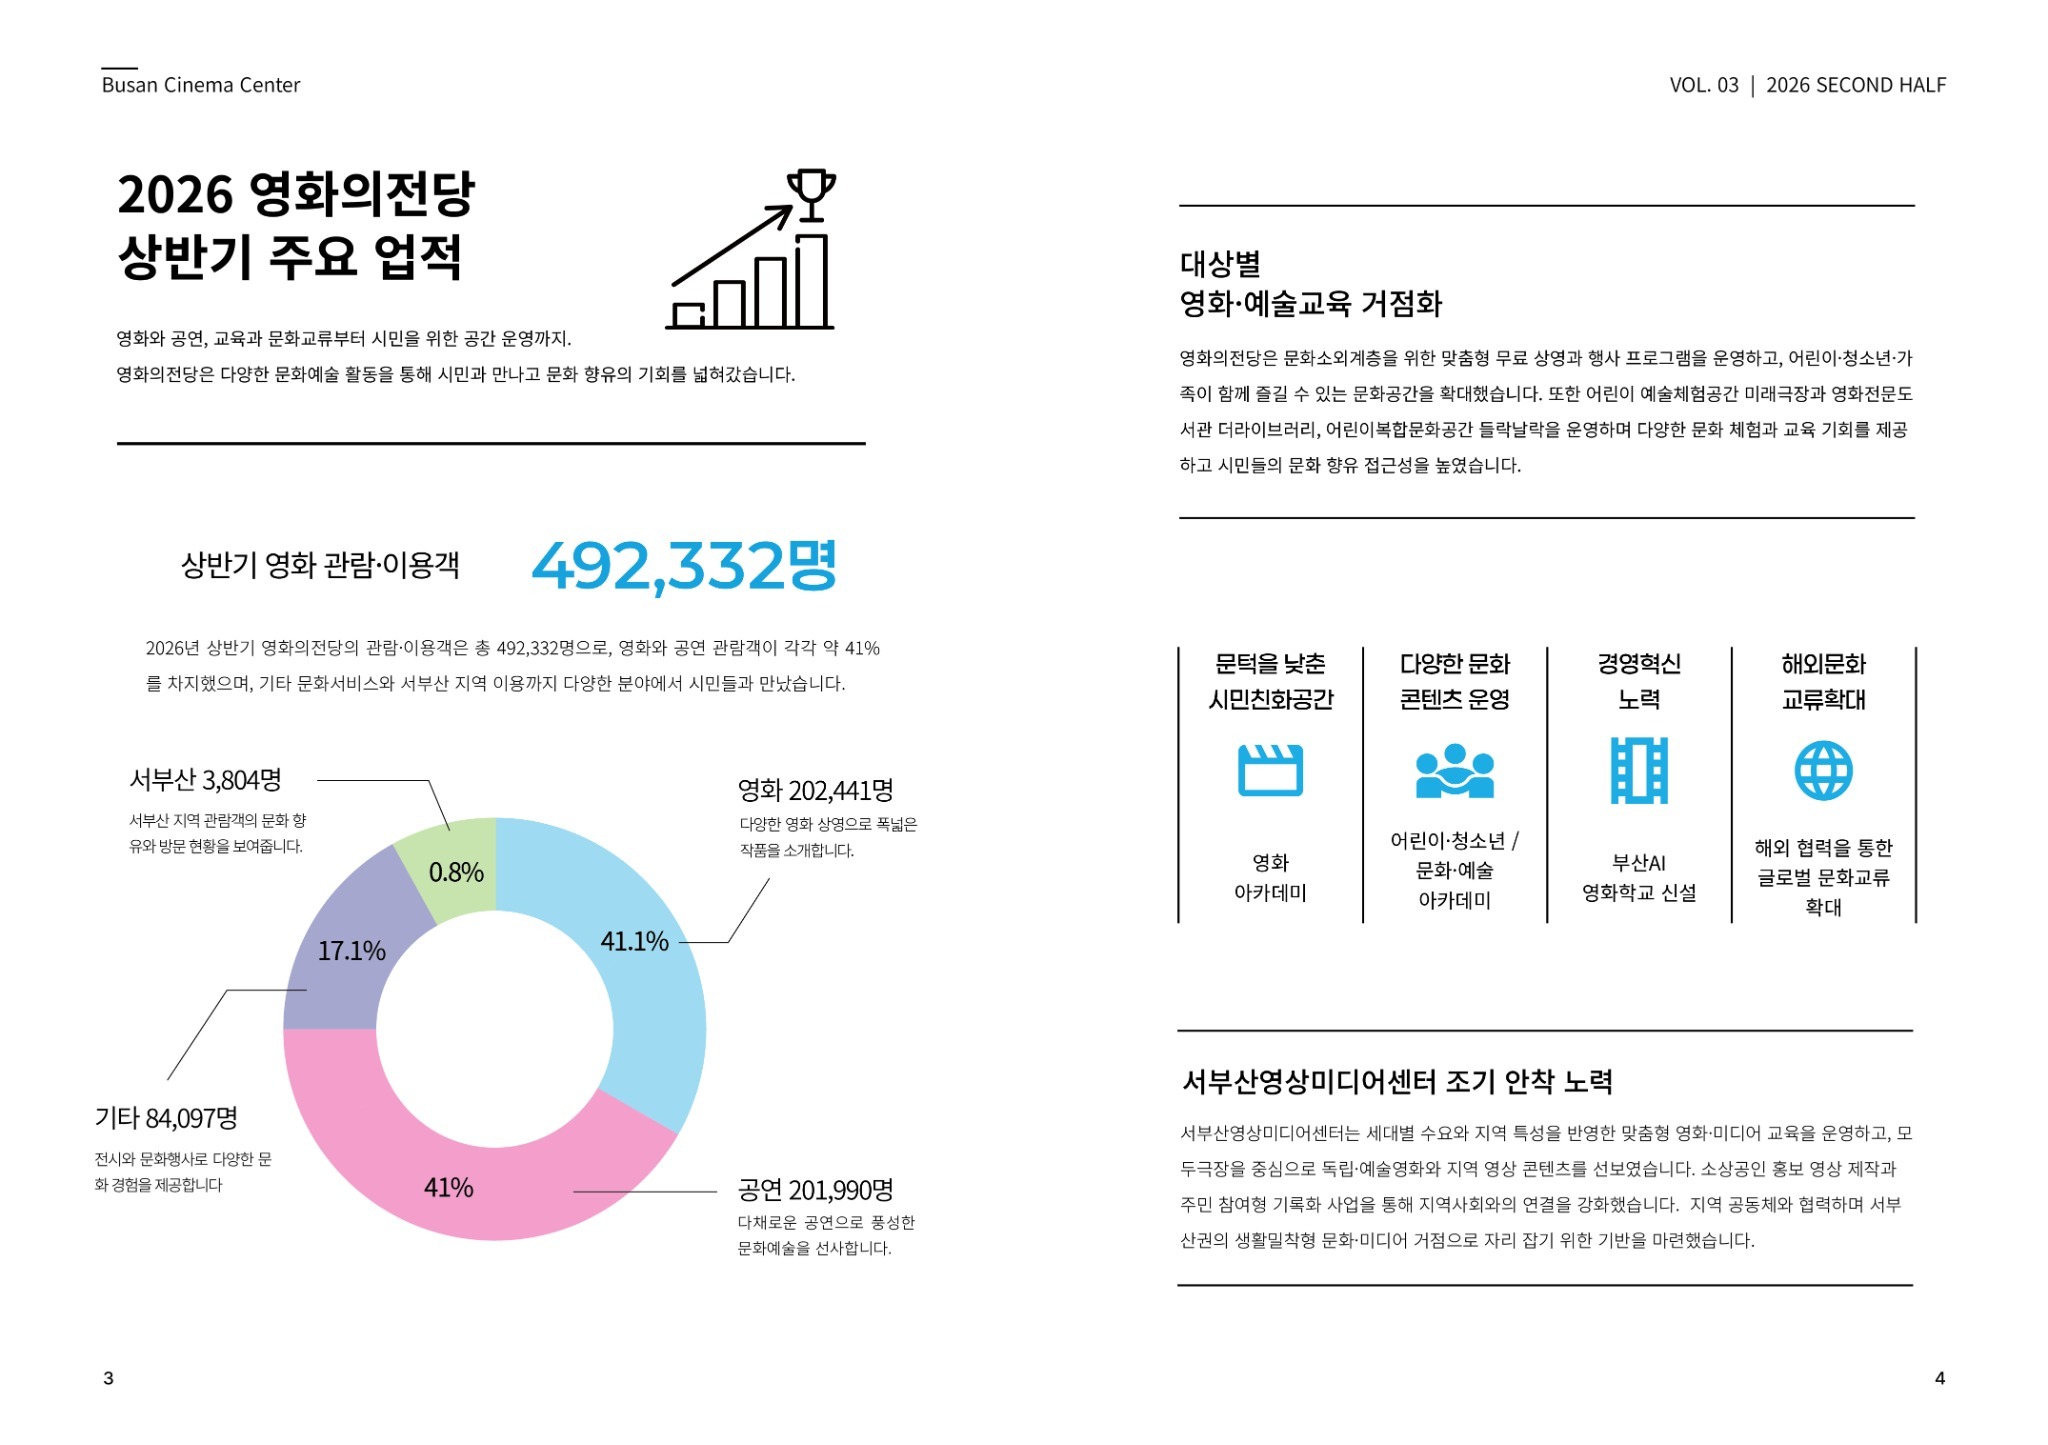 Busan Cinema Center
VOL. 03 | 2026 SECOND HALF
2026 영화의전당
상반기 주요 업적
영화와 공연, 교육과 문화교류부터 시민을 위한 공간 운영까지.
영화의전당은 다양한 문화예술 활동을 통해 시민과 만나고 문화 향유의 기회를 넓혀갔습니다.
상반기 영화 관람·이용객
492,332명
2026년 상반기 영화의전당의 관람·이용객은 총 492,332명으로, 영화와 공연 관람객이 각각 약 41%
를 차지했으며, 기타 문화서비스와 서부산 지역 이용까지 다양한 분야에서 시민들과 만났습니다.
서부산 3,804명
서부산 지역 관람객의 문화 향
유와 방문 현황을 보여줍니다.
영화 202,441명
다양한 영화 상영으로 폭넓은
작품을 소개합니다.
0.8%
17.1%
41.1%
41%
기타 84,097명
전시와 문화행사로 다양한 문
화 경험을 제공합니다
공연 201,990명
다채로운 공연으로 풍성한
문화예술을 선사합니다.
3
대상별
영화·예술교육 거점화
영화의전당은 문화소외계층을 위한 맞춤형 무료 상영과 행사 프로그램을 운영하고, 어린이·청소년·가
족이 함께 즐길 수 있는 문화공간을 확대했습니다. 또한 어린이 예술체험공간 미래극장과 영화전문도
서관 더라이브러리, 어린이복합문화공간 들락날락을 운영하며 다양한 문화 체험과 교육 기회를 제공
하고 시민들의 문화 향유 접근성을 높였습니다.
문턱을 낮춘
시민친화공간
영화
아카데미
다양한 문화
콘텐츠 운영
어린이·청소년 /
문화·예술
아카데미
경영혁신
노력
부산AI
영화학교 신설
해외문화
교류확대
해외 협력을 통한
글로벌 문화교류
확대
서부산영상미디어센터 조기 안착 노력
서부산영상미디어센터는 세대별 수요와 지역 특성을 반영한 맞춤형 영화·미디어 교육을 운영하고, 모
두극장을 중심으로 독립·예술영화와 지역 영상 콘텐츠를 선보였습니다. 소상공인 홍보 영상 제작과
주민 참여형 기록화 사업을 통해 지역사회와의 연결을 강화했습니다. 지역 공동체와 협력하며 서부
산권의 생활밀착형 문화·미디어 거점으로 자리 잡기 위한 기반을 마련했습니다.
4